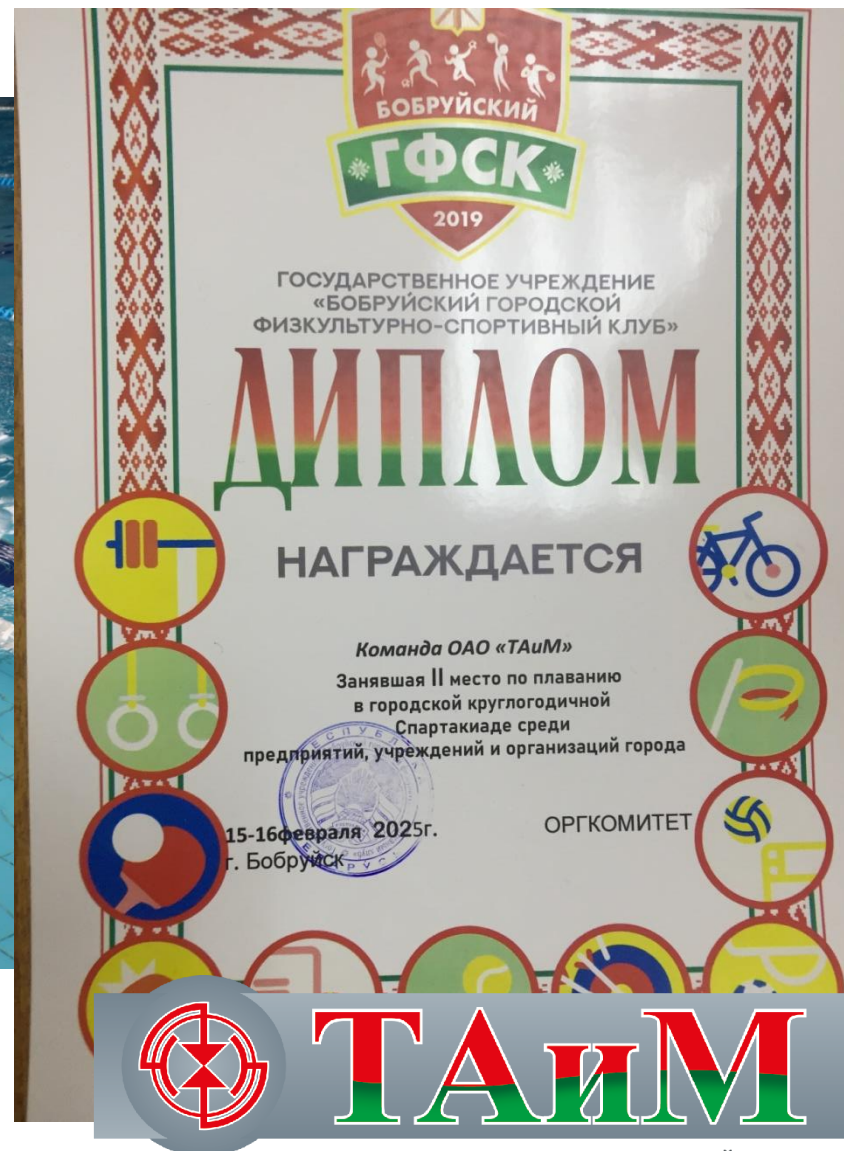 БОБРУЙСКИЙ
ГФСК
2019
ГОСУДАРСТВЕННОЕ УЧРЕЖДЕНИЕ
«БОБРУЙСКИЙ ГОРОДСКОЙ
ФИЗКУЛЬТУРНО-СПОРТИВНЫЙ КЛУБ»
ДИПЛОМ
НАГРАЖДАЕТСЯ
Команда ОАО «ТАиМ»
Занявшая II место по плаванию
в городской круглогодичной
Спартакиаде среди
предприятий, учреждений и организаций города
15-16февраля 2025г.
ОРГКОМИТЕТ
г. Бобруйск
ТАиМ